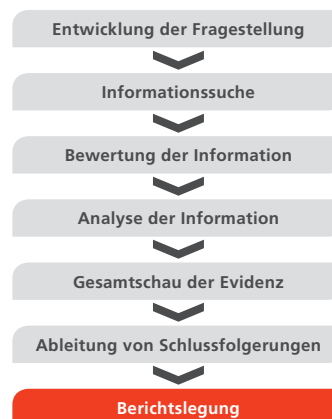 Entwicklung der Fragestellung
Informationssuche
Bewertung der Information
Analyse der Information
Gesamtschau der Evidenz
Ableitung von Schlussfolgerungen
Berichtslegung